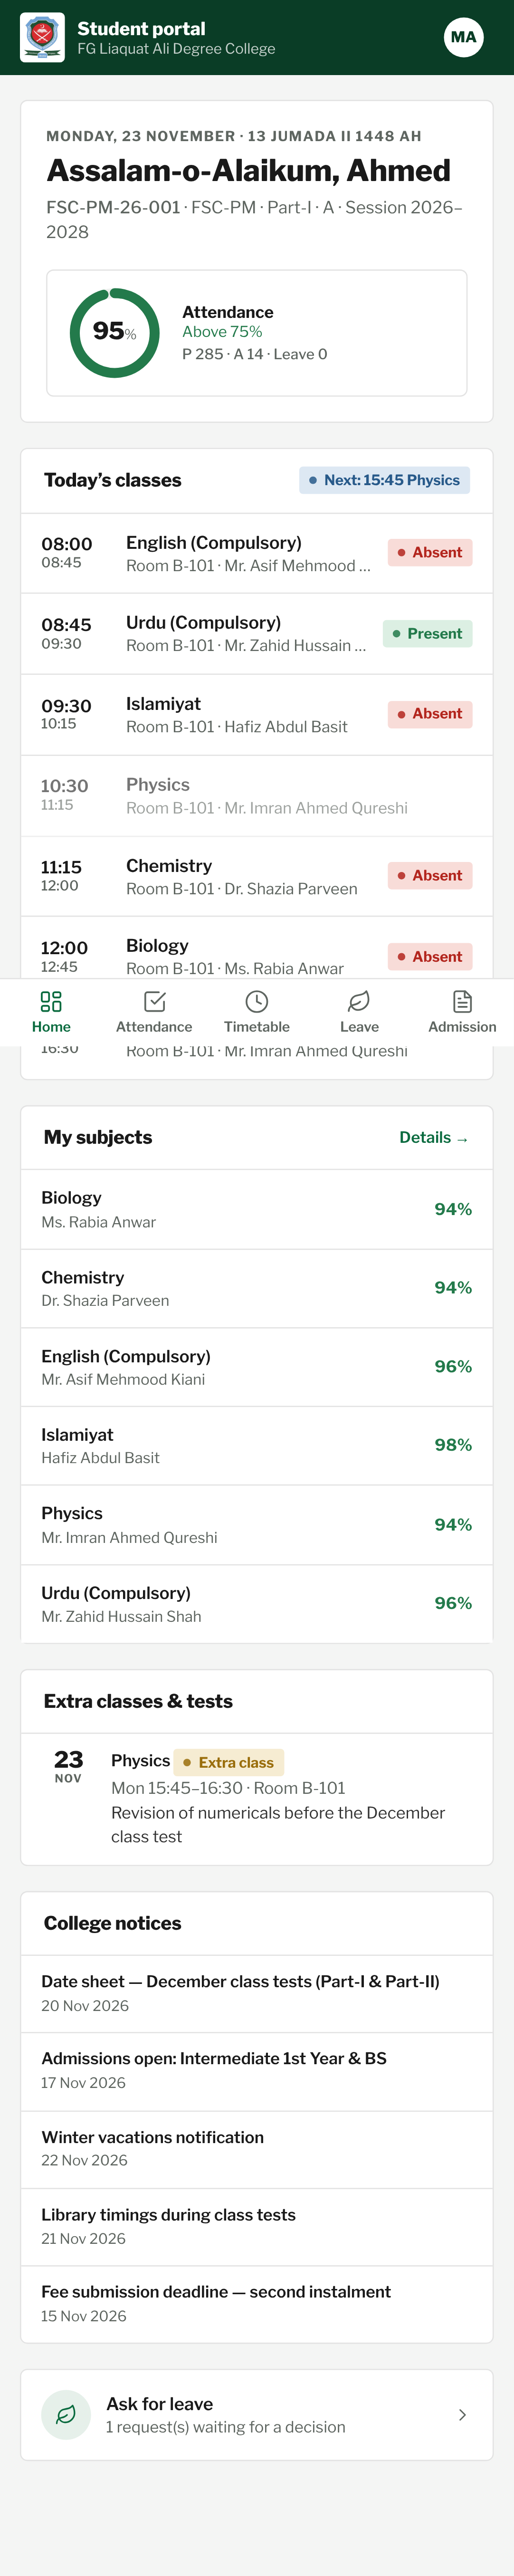 Student portal
FG Liaquat Ali Degree College
MA
MONDAY, 23 NOVEMBER · 13 JUMADA II 1448 AH
Assalam-o-Alaikum, Ahmed
FSC-PM-26-001 · FSC-PM · Part-I · A · Session 2026–
2028
95%
Attendance
Above 75%
P 285 · A 14 · Leave 0
Today’s classes
Next: 15:45 Physics
08:00
08:45
English (Compulsory)
Room B-101 · Mr. Asif Mehmood ...
Absent
08:45
09:30
Urdu (Compulsory)
Room B-101 · Mr. Zahid Hussain ...
Present
09:30
10:15
Islamiyat
Room B-101 · Hafiz Abdul Basit
Absent
10:30
11:15
Physics
Room B-101 · Mr. Imran Ahmed Qureshi
11:15
12:00
Chemistry
Room B-101 · Dr. Shazia Parveen
Absent
12:00
12:45
Biology
Room B-101 · Ms. Rabia Anwar
Absent
Home
Attendance
Timetable
Leave
Admission
16:30
Room B-101 · Mr. Imran Ahmed Qureshi
My subjects
Details →
Biology
Ms. Rabia Anwar
94%
Chemistry
Dr. Shazia Parveen
94%
English (Compulsory)
Mr. Asif Mehmood Kiani
96%
Islamiyat
Hafiz Abdul Basit
98%
Physics
Mr. Imran Ahmed Qureshi
94%
Urdu (Compulsory)
Mr. Zahid Hussain Shah
96%
Extra classes & tests
23
NOV
Physics
Extra class
Mon 15:45–16:30 · Room B-101
Revision of numericals before the December
class test
College notices
Date sheet — December class tests (Part-I & Part-II)
20 Nov 2026
Admissions open: Intermediate 1st Year & BS
17 Nov 2026
Winter vacations notification
22 Nov 2026
Library timings during class tests
21 Nov 2026
Fee submission deadline — second instalment
15 Nov 2026
Ask for leave
1 request(s) waiting for a decision